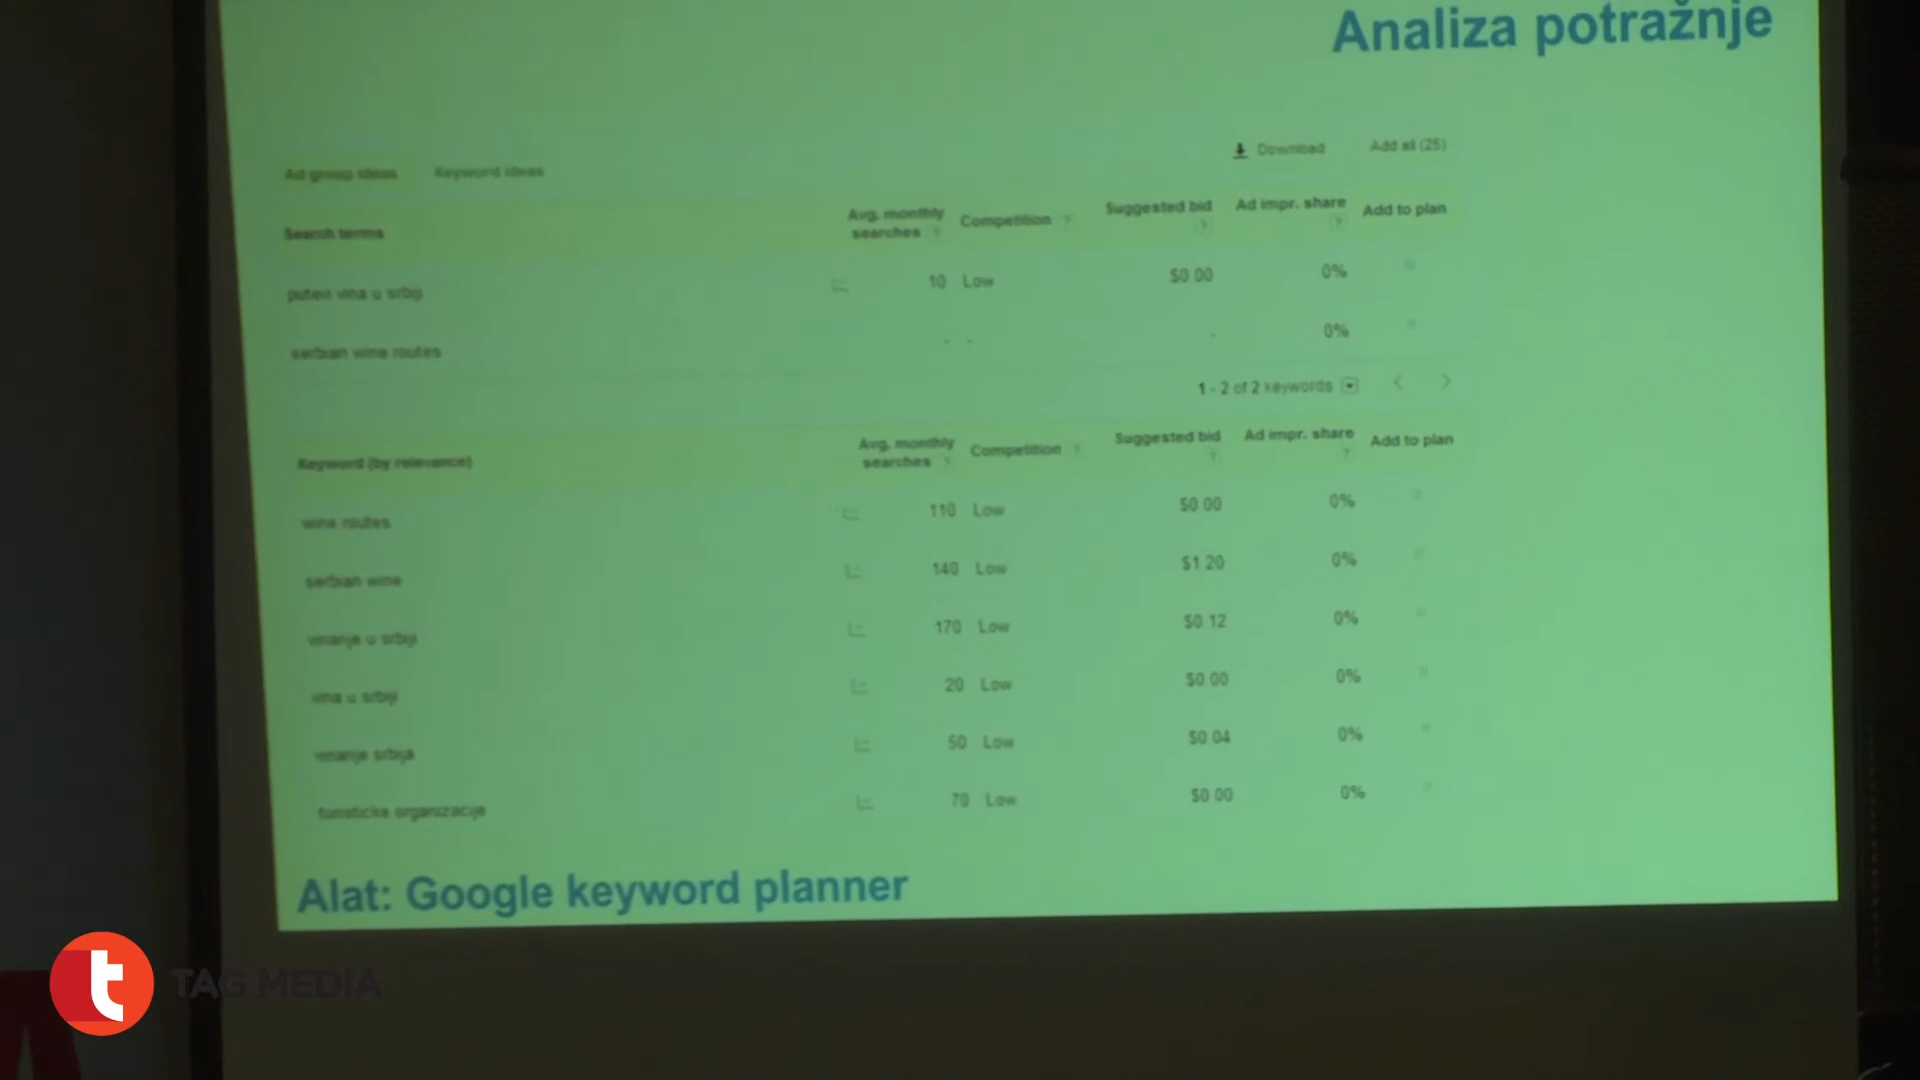 Analiza potražnje
Download Add all (25)
Ad group ideas Keyword ideas
Search terms Avg. monthly searches ? Competition ? Suggested bid ? Ad impr. share ? Add to plan
putevi vina u srbiji 10 Low $0.00 0%
serbian wine routes - - - 0%
1 - 2 of 2 keywords
Keyword (by relevance) Avg. monthly searches ? Competition ? Suggested bid ? Ad impr. share ? Add to plan
wine routes 110 Low $0.00 0%
serbian wine 140 Low $1.20 0%
vinarije u srbiji 170 Low $0.12 0%
vina u srbiji 20 Low $0.00 0%
vinarije srbija 50 Low $0.04 0%
turisticke organizacije 70 Low $0.00 0%
Alat: Google keyword planner
t TAG MEDIA